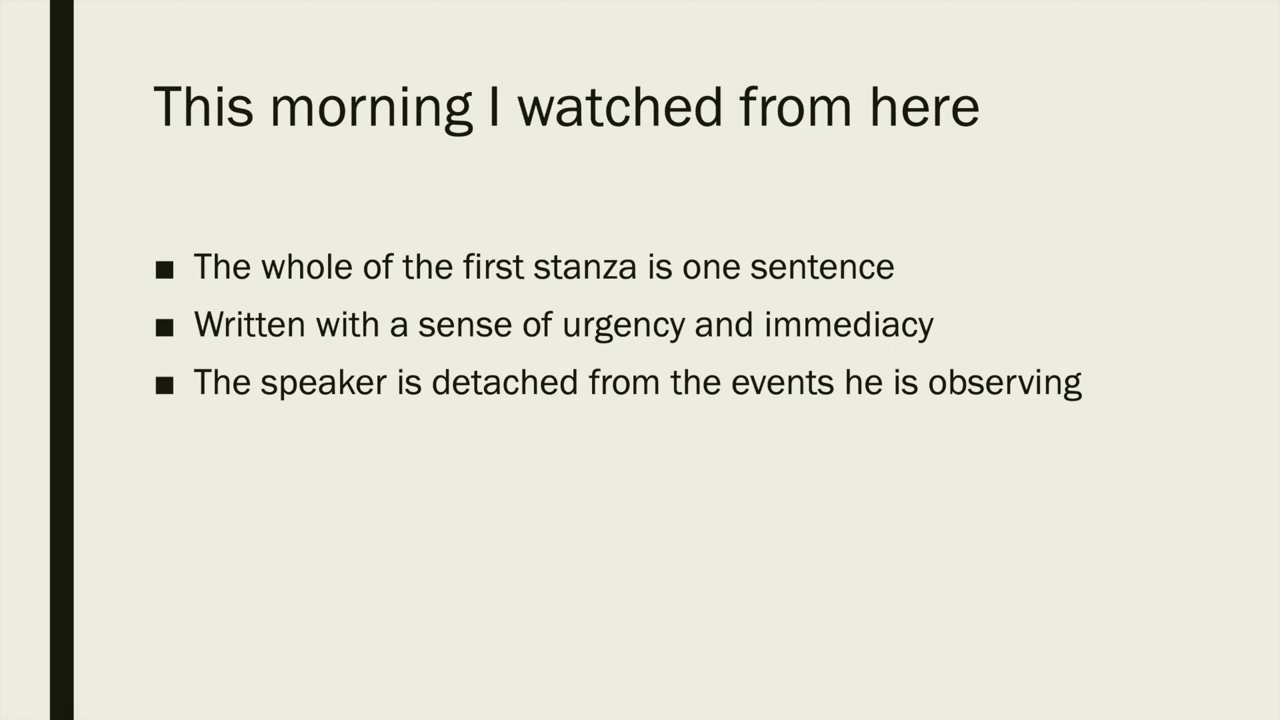 This morning I watched from here
■ The whole of the first stanza is one sentence
■ Written with a sense of urgency and immediacy
■ The speaker is detached from the events he is observing